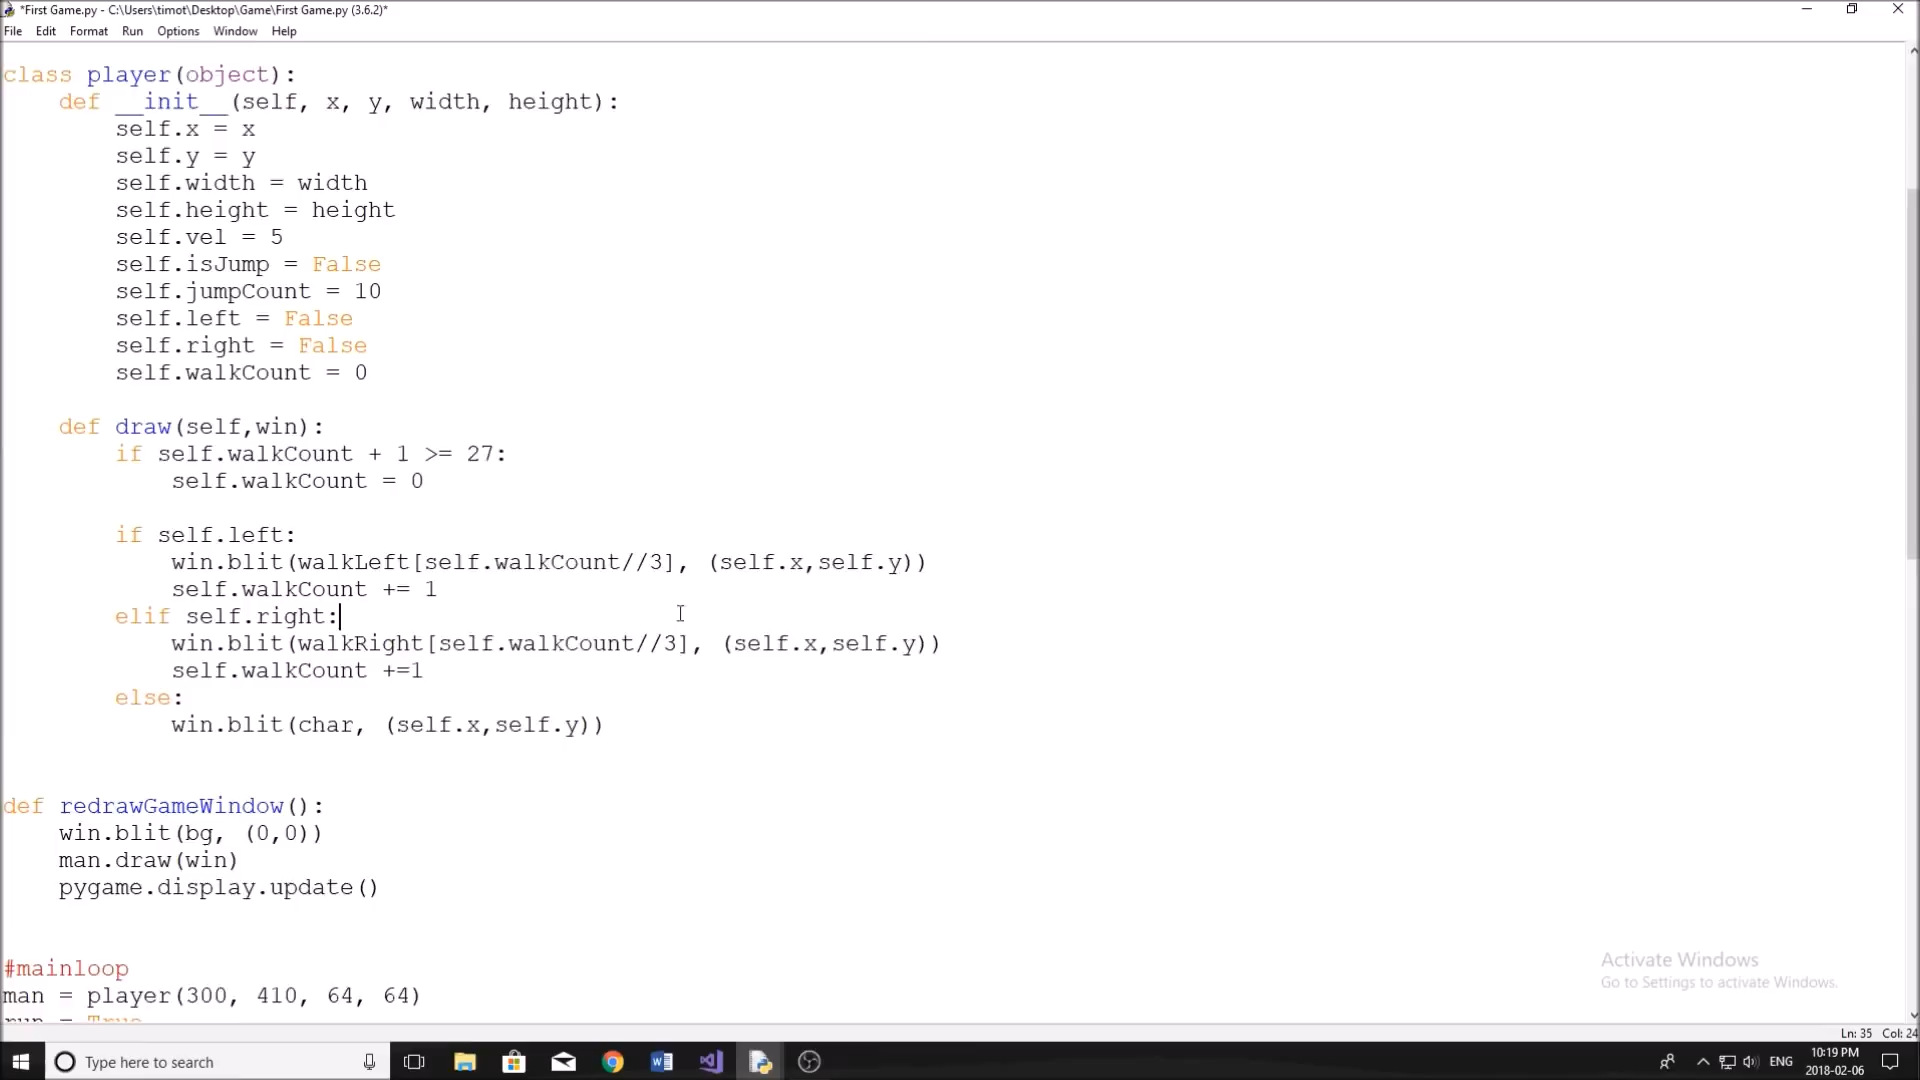 *First Game.py - C:\Users\timot\Desktop\Game\First Game.py (3.6.2)*
File Edit Format Run Options Window Help
class player(object):
    def __init__(self, x, y, width, height):
        self.x = x
        self.y = y
        self.width = width
        self.height = height
        self.vel = 5
        self.isJump = False
        self.jumpCount = 10
        self.left = False
        self.right = False
        self.walkCount = 0
    def draw(self,win):
        if self.walkCount + 1 >= 27:
            self.walkCount = 0
        if self.left:
            win.blit(walkLeft[self.walkCount//3], (self.x,self.y))
            self.walkCount += 1
        elif self.right:
            win.blit(walkRight[self.walkCount//3], (self.x,self.y))
            self.walkCount +=1
        else:
            win.blit(char, (self.x,self.y))
def redrawGameWindow():
    win.blit(bg, (0,0))
    man.draw(win)
    pygame.display.update()
#mainloop
man = player(300, 410, 64, 64)
run = True
Activate Windows
Go to Settings to activate Windows.
Ln: 35 Col: 24
Type here to search
ENG
10:19 PM
2018-02-06